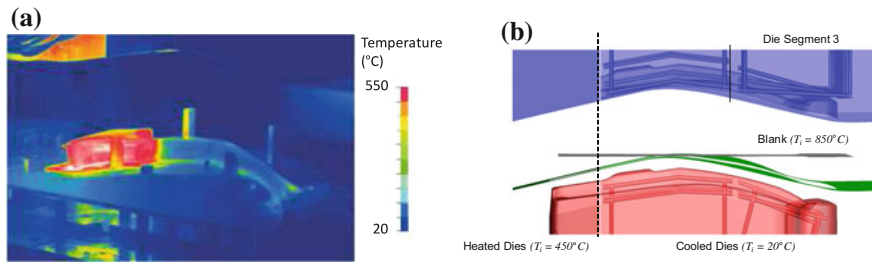 (a)
Temperature
(°C)
550
20
(b)
Die Segment 3
Blank (Tᵢ = 850°C)
Heated Dies (Tᵢ = 450°C)
Cooled Dies (Tᵢ = 20°C)